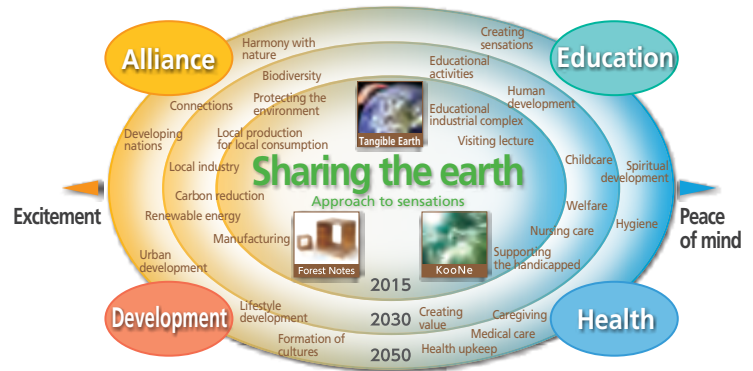 Alliance
Education
Harmony with
nature
Creating
sensations
Biodiversity
Educational
activities
Connections
Protecting the
environment
Human
development
Tangible Earth
Educational
industrial complex
Developing
nations
Local production
for local consumption
Visiting lecture
Local industry
Sharing the earth
Childcare
Spiritual
development
Carbon reduction
Approach to sensations
Excitement
Peace
of mind
Renewable energy
Welfare
Hygiene
Manufacturing
Nursing care
Urban
development
Forest Notes
KooNe
Supporting
the handicapped
2015
Development
Health
Lifestyle
development
2030
Creating
value
Caregiving
Medical care
Formation of
cultures
2050
Health upkeep